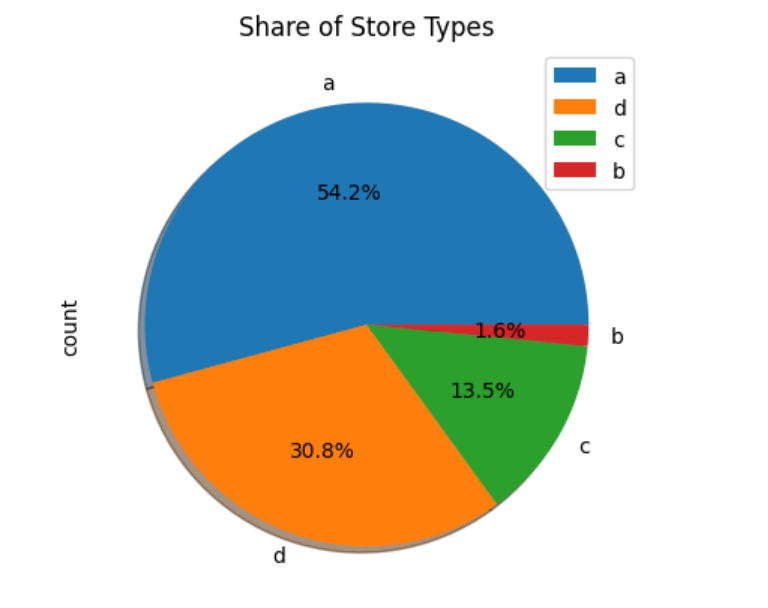 Share of Store Types
a
a
d
c
b
54.2%
count
1.6%
b
13.5%
30.8%
c
d